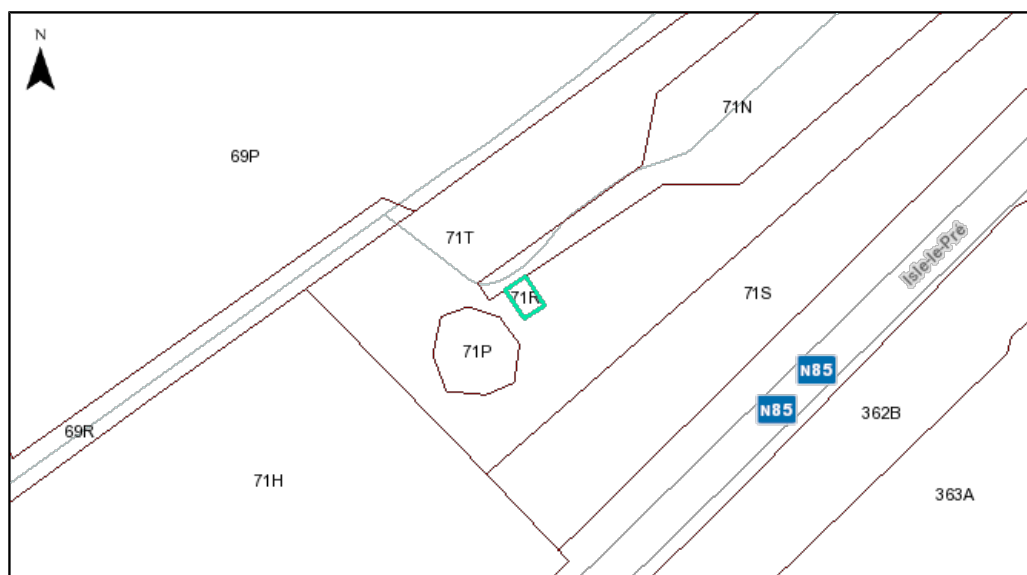 N
71N
69P
71T
Isle-le-Pré
71S
71R
71P
N85
N85
362B
69R
71H
363A